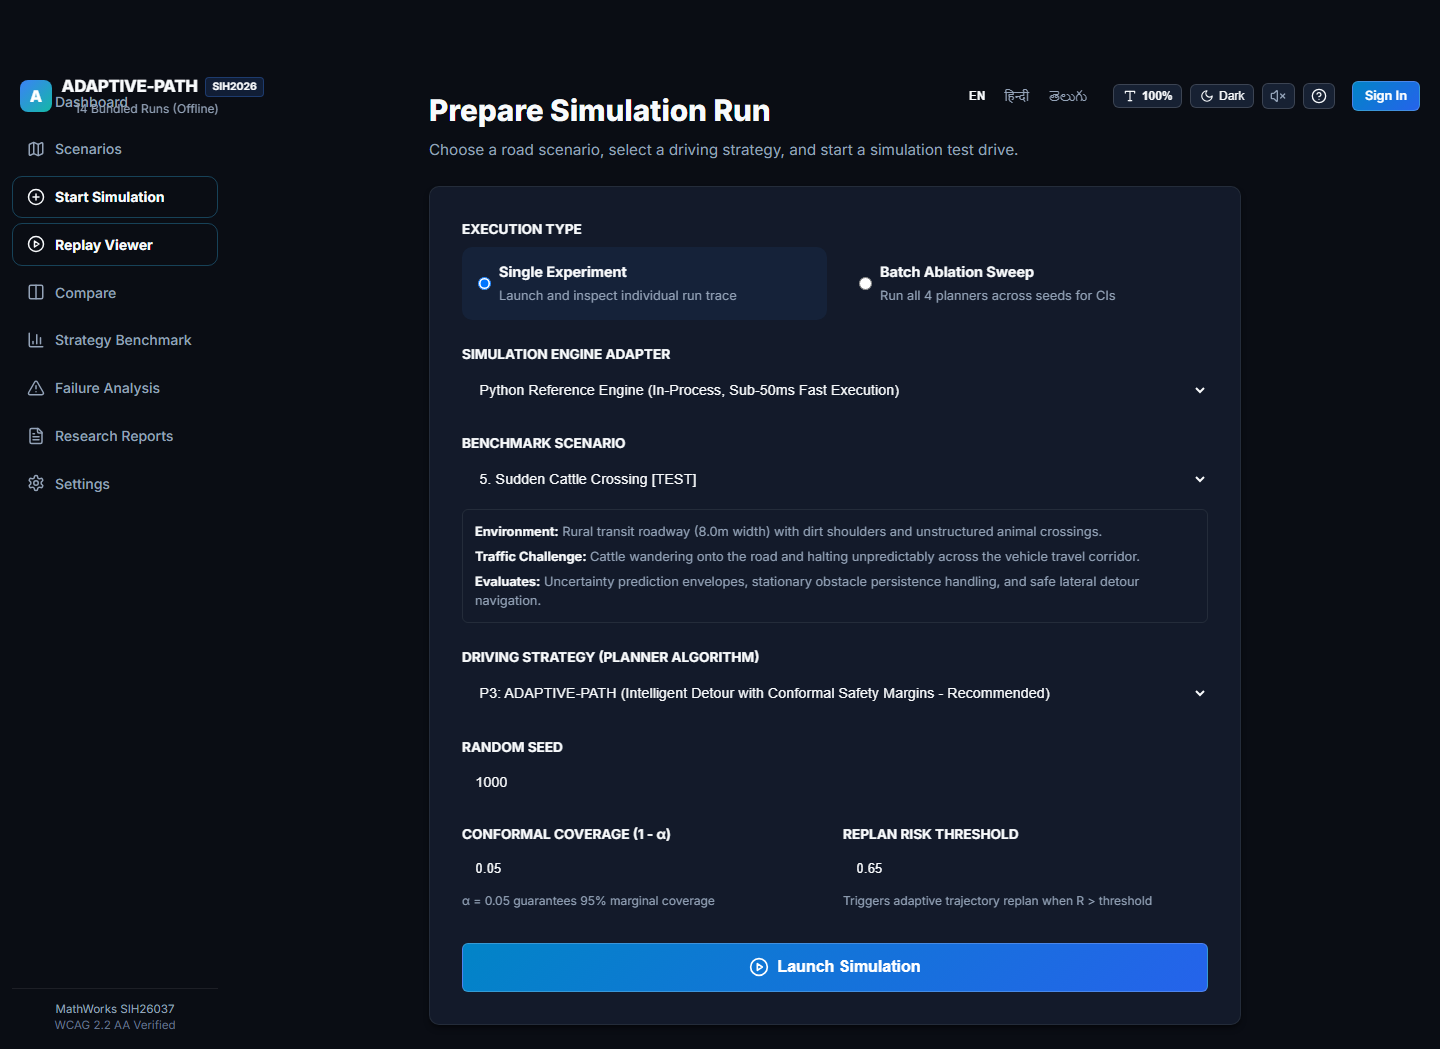 A
ADAPTIVE-PATH SIH2026
Dashboard
14 Bundled Runs (Offline)
Scenarios
Start Simulation
Replay Viewer
Compare
Strategy Benchmark
Failure Analysis
Research Reports
Settings
MathWorks SIH26037
WCAG 2.2 AA Verified
EN हिन्दी తెలుగు 100% Dark Sign In
Prepare Simulation Run
Choose a road scenario, select a driving strategy, and start a simulation test drive.
EXECUTION TYPE
Single Experiment
Launch and inspect individual run trace
Batch Ablation Sweep
Run all 4 planners across seeds for CIs
SIMULATION ENGINE ADAPTER
Python Reference Engine (In-Process, Sub-50ms Fast Execution)
BENCHMARK SCENARIO
5. Sudden Cattle Crossing [TEST]
Environment: Rural transit roadway (8.0m width) with dirt shoulders and unstructured animal crossings.
Traffic Challenge: Cattle wandering onto the road and halting unpredictably across the vehicle travel corridor.
Evaluates: Uncertainty prediction envelopes, stationary obstacle persistence handling, and safe lateral detour
navigation.
DRIVING STRATEGY (PLANNER ALGORITHM)
P3: ADAPTIVE-PATH (Intelligent Detour with Conformal Safety Margins - Recommended)
RANDOM SEED
1000
CONFORMAL COVERAGE (1 - α)
0.05
α = 0.05 guarantees 95% marginal coverage
REPLAN RISK THRESHOLD
0.65
Triggers adaptive trajectory replan when R > threshold
Launch Simulation